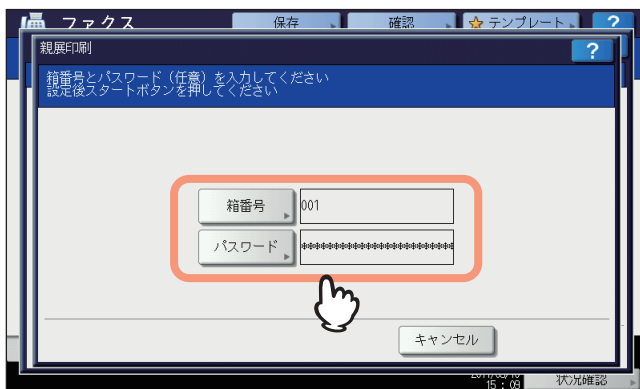 ファクス
保存
確認
テンプレート
?
親展印刷
?
箱番号とパスワード（任意）を入力してください
設定後スタートボタンを押してください
箱番号
001
パスワード
**************************
キャンセル
15：09
状況確認